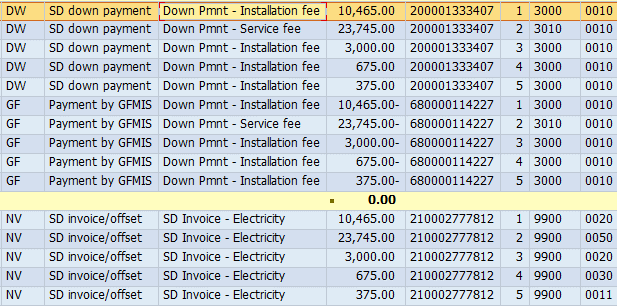 DW SD down payment Down Pmnt - Installation fee 10,465.00 200001333407 1 3000 0010
DW SD down payment Down Pmnt - Service fee 23,745.00 200001333407 2 3010 0010
DW SD down payment Down Pmnt - Installation fee 3,000.00 200001333407 3 3000 0010
DW SD down payment Down Pmnt - Installation fee 675.00 200001333407 4 3000 0010
DW SD down payment Down Pmnt - Installation fee 375.00 200001333407 5 3000 0010
GF Payment by GFMIS Down Pmnt - Installation fee 10,465.00- 680000114227 1 3000 0010
GF Payment by GFMIS Down Pmnt - Service fee 23,745.00- 680000114227 2 3010 0010
GF Payment by GFMIS Down Pmnt - Installation fee 3,000.00- 680000114227 3 3000 0010
GF Payment by GFMIS Down Pmnt - Installation fee 675.00- 680000114227 4 3000 0010
GF Payment by GFMIS Down Pmnt - Installation fee 375.00- 680000114227 5 3000 0010
0.00
NV SD invoice/offset SD Invoice - Electricity 10,465.00 210002777812 1 9900 0020
NV SD invoice/offset SD Invoice - Electricity 23,745.00 210002777812 2 9900 0050
NV SD invoice/offset SD Invoice - Electricity 3,000.00 210002777812 3 9900 0020
NV SD invoice/offset SD Invoice - Electricity 675.00 210002777812 4 9900 0030
NV SD invoice/offset SD Invoice - Electricity 375.00 210002777812 5 9900 0011